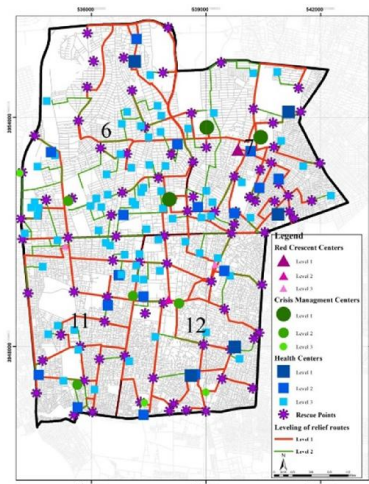 536000
539000
542000
6
7
11
12
Legend
Red Crescent Centers
Level 1
Level 2
Level 3
Crisis Managment Centers
Level 1
Level 2
Level 3
Health Centers
Level 1
Level 2
Level 3
Rescue Points
Leveling of relief routes
Level 1
Level 2
N